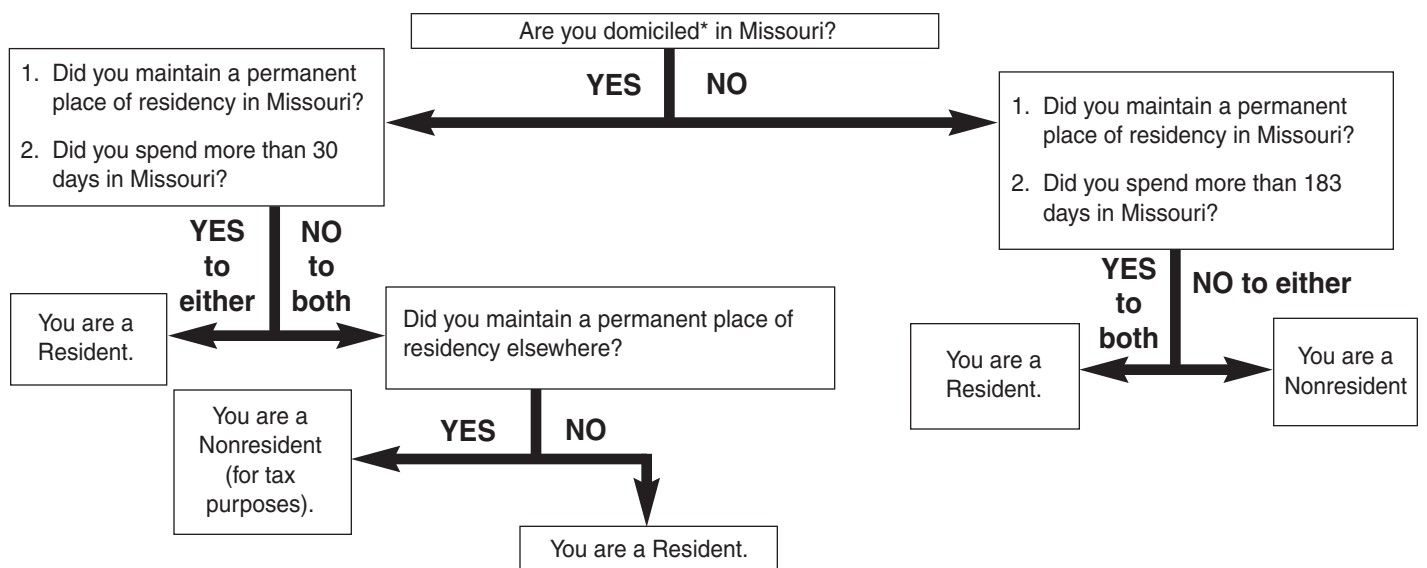 Are you domiciled* in Missouri?
YES
NO
1. Did you maintain a permanent
place of residency in Missouri?
2. Did you spend more than 30
days in Missouri?
1. Did you maintain a permanent
place of residency in Missouri?
2. Did you spend more than 183
days in Missouri?
YES
to
either
NO
to
both
YES
to
both
NO to either
You are a
Resident.
Did you maintain a permanent place of
residency elsewhere?
You are a
Resident.
You are a
Nonresident
YES
NO
You are a
Nonresident
(for tax
purposes).
You are a Resident.